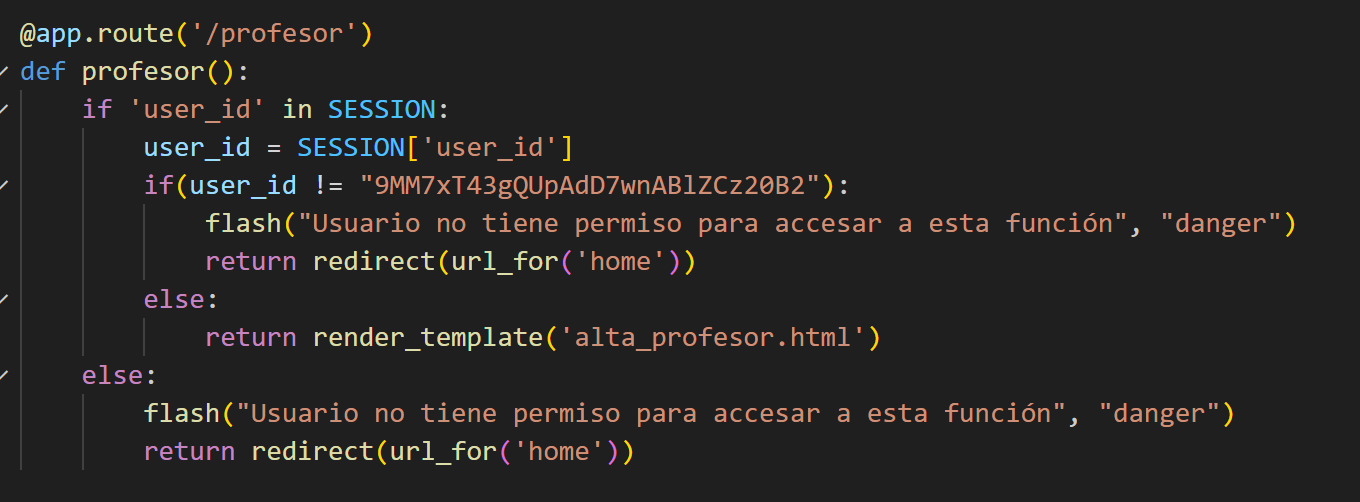 @app.route('/profesor')
def profesor():
    if 'user_id' in SESSION:
        user_id = SESSION['user_id']
        if(user_id != "9MM7xT43gQUpAdD7wnABlZCz20B2"):
            flash("Usuario no tiene permiso para accesar a esta función", "danger")
            return redirect(url_for('home'))
        else:
            return render_template('alta_profesor.html')
    else:
        flash("Usuario no tiene permiso para accesar a esta función", "danger")
        return redirect(url_for('home'))